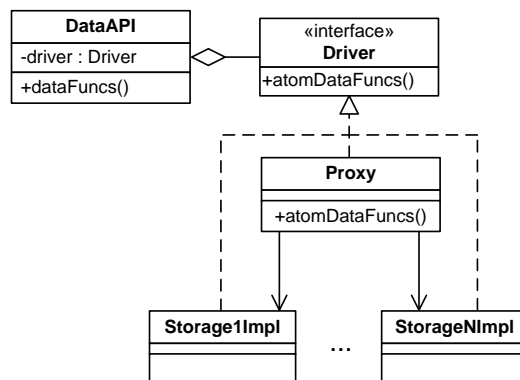 DataAPI
-driver : Driver
+dataFuncs()
«interface»
Driver
+atomDataFuncs()
Proxy
+atomDataFuncs()
Storage1Impl
...
StorageNImpl